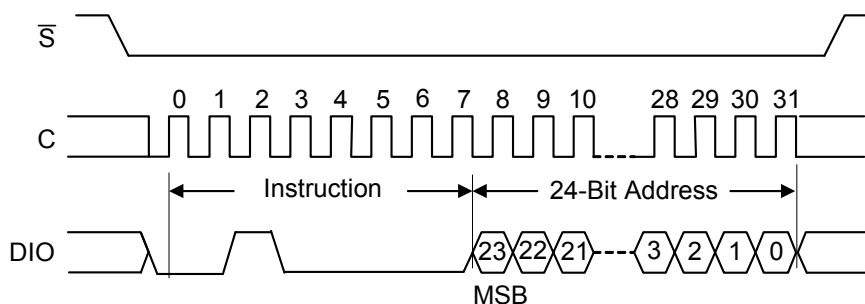 S
0 1 2 3 4 5 6 7 8 9 10 28 29 30 31
C
Instruction 24-Bit Address
DIO 23 22 21 3 2 1 0
MSB